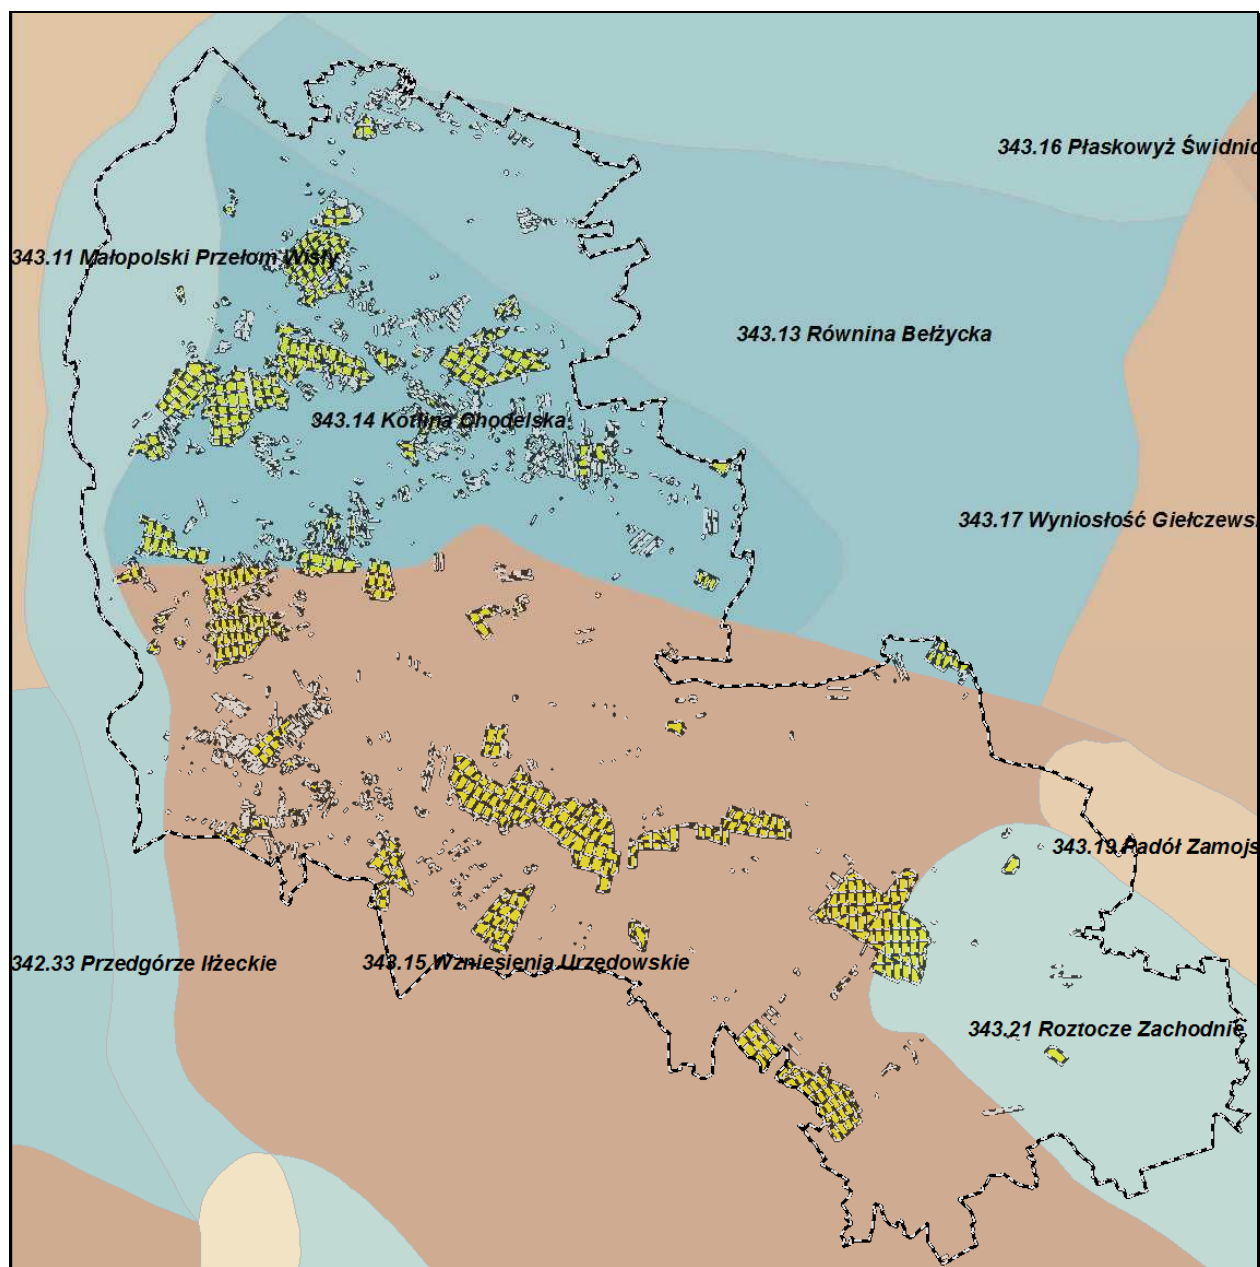 343.16 Płaskowyż Świdnic
343.11 Małopolski Przełom Wisły
343.13 Równina Bełżycka
343.14 Kotlina Chodelska
343.17 Wyniosłość Giełczews
343.19 Padół Zamojs
342.33 Przedgórze Iłżeckie
343.15 Wzniesienia Urzędowskie
343.21 Roztocze Zachodnie